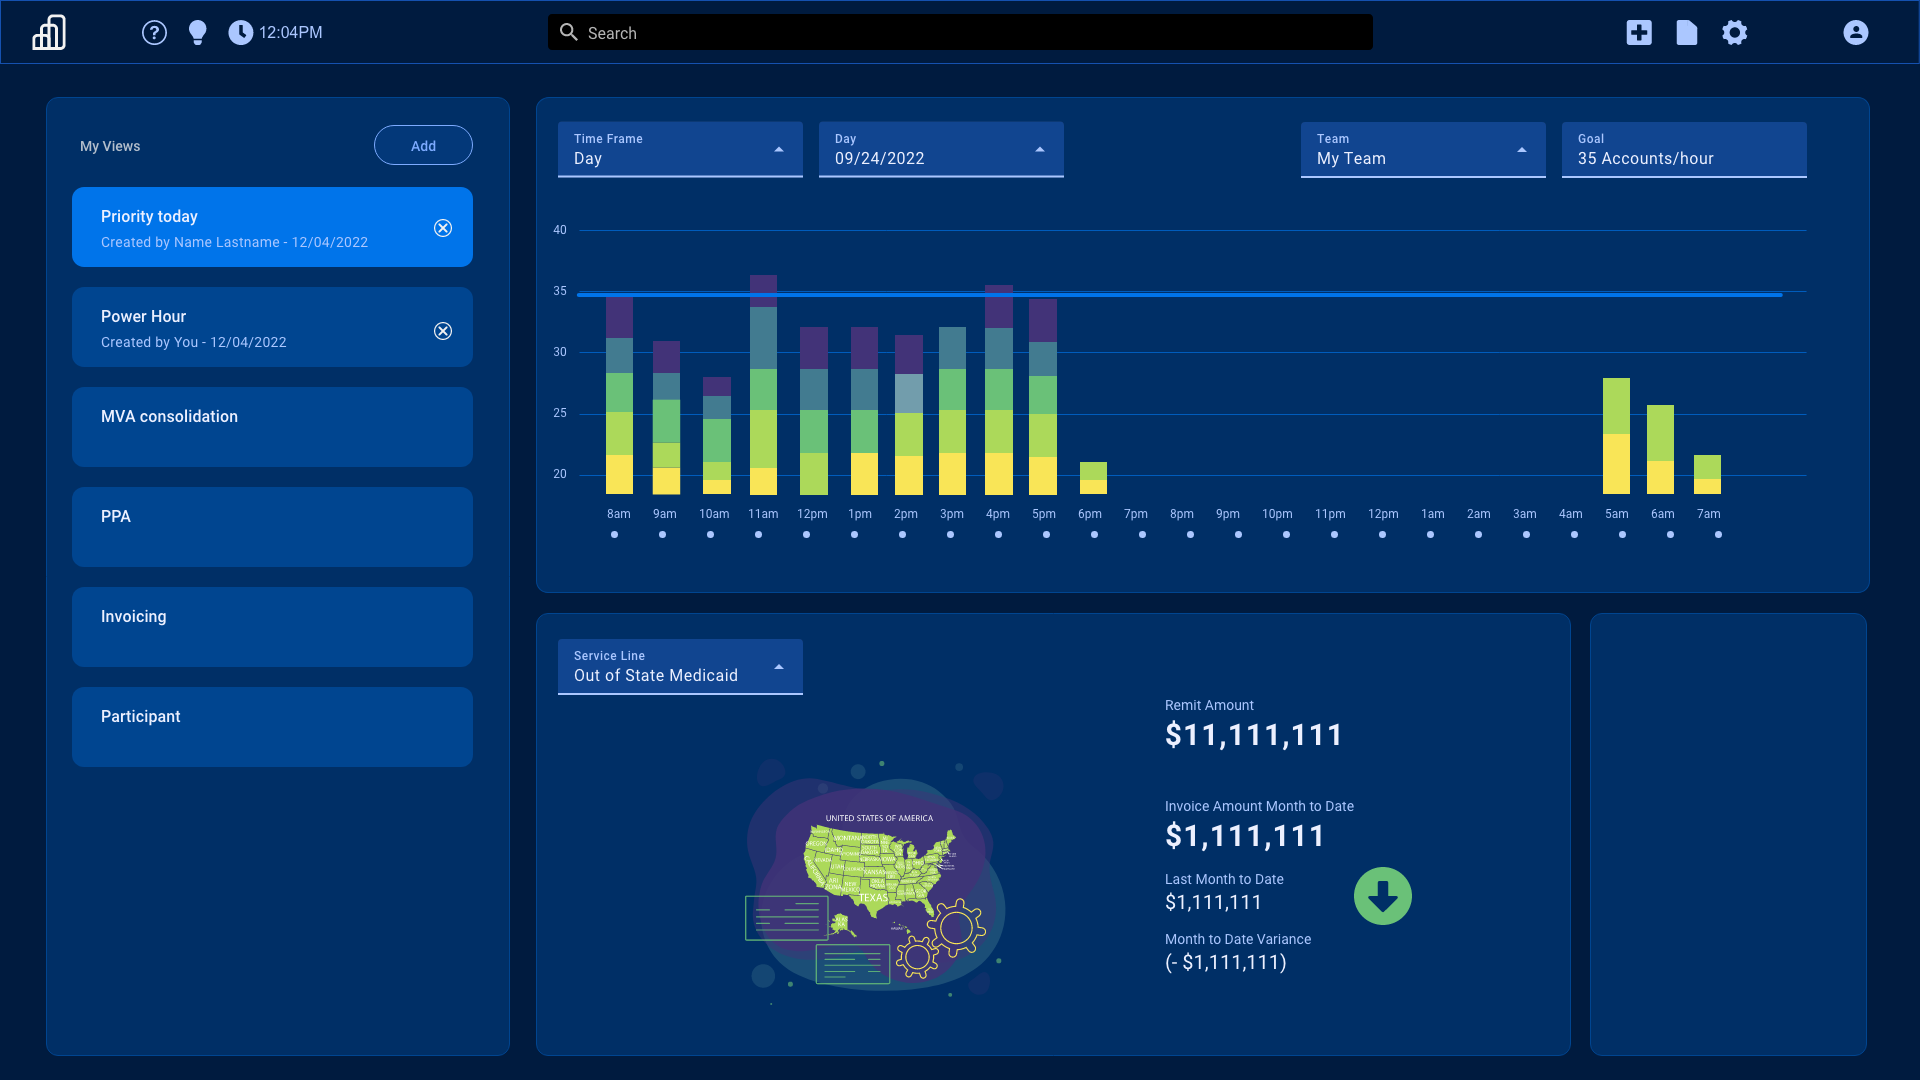 ? 12:04PM
Search
My Views
Add
Priority today
Created by Name Lastname - 12/04/2022
Power Hour
Created by You - 12/04/2022
MVA consolidation
PPA
Invoicing
Participant
Time Frame
Day
Day
09/24/2022
Team
My Team
Goal
35 Accounts/hour
40
35
30
25
20
8am 9am 10am 11am 12pm 1pm 2pm 3pm 4pm 5pm 6pm 7pm 8pm 9pm 10pm 11pm 12pm 1am 2am 3am 4am 5am 6am 7am
Service Line
Out of State Medicaid
UNITED STATES OF AMERICA
MONTANA
OREGON
NEVADA
KANSAS
TEXAS
Remit Amount
$11,111,111
Invoice Amount Month to Date
$1,111,111
Last Month to Date
$1,111,111
Month to Date Variance
(- $1,111,111)